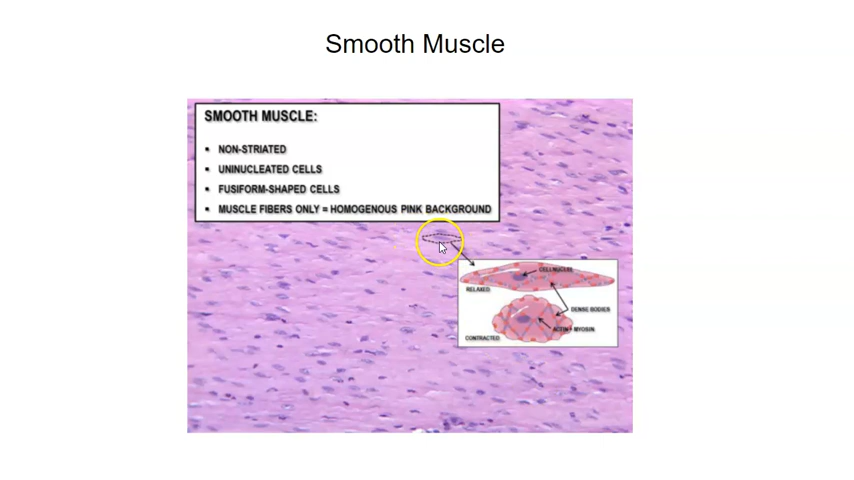 Smooth Muscle
SMOOTH MUSCLE:
▪ NON-STRIATED
▪ UNINUCLEATED CELLS
▪ FUSIFORM-SHAPED CELLS
▪ MUSCLE FIBERS ONLY = HOMOGENOUS PINK BACKGROUND
CELL NUCLEI
RELAXED
DENSE BODIES
ACTIN + MYOSIN
CONTRACTED